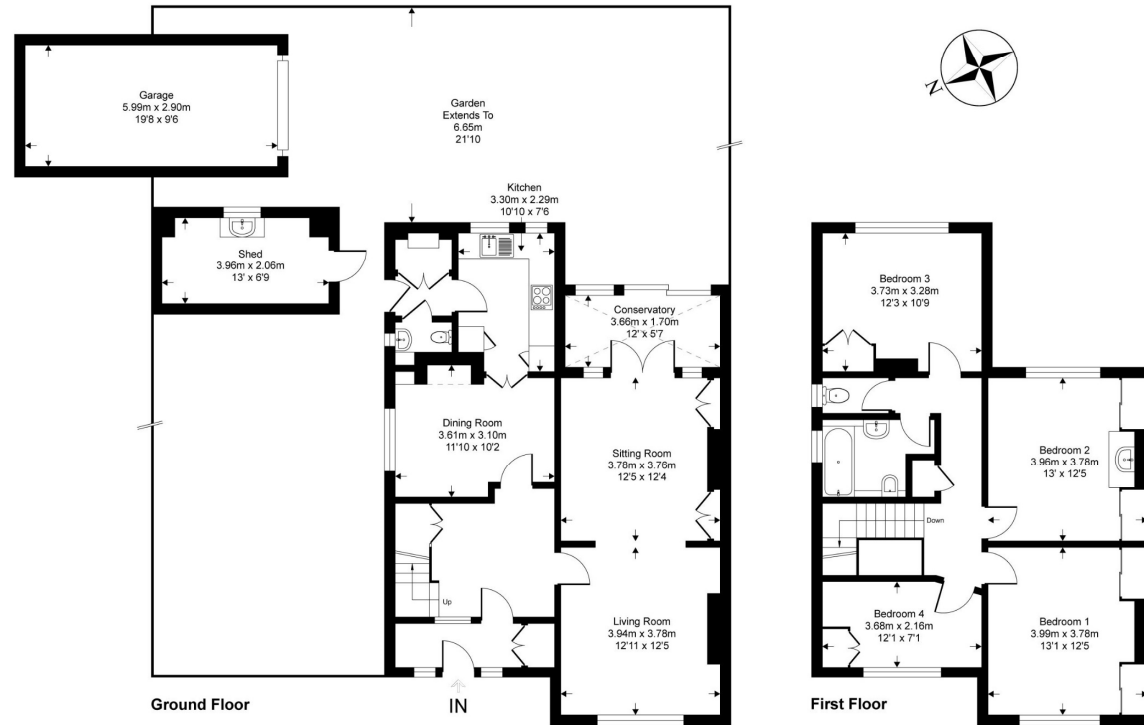 Garage
5.99m x 2.90m
19'8 x 9'6
Garden
Extends To
6.65m
21'10
N
Kitchen
3.30m x 2.29m
10'10 x 7'6
Shed
3.96m x 2.06m
13' x 6'9
Conservatory
3.66m x 1.70m
12' x 5'7
Bedroom 3
3.73m x 3.28m
12'3 x 10'9
Dining Room
3.61m x 3.10m
11'10 x 10'2
Sitting Room
3.78m x 3.76m
12'5 x 12'4
Bedroom 2
3.96m x 3.78m
13' x 12'5
Down
Up
Living Room
3.94m x 3.78m
12'11 x 12'5
Bedroom 4
3.68m x 2.16m
12'1 x 7'1
Bedroom 1
3.99m x 3.78m
13'1 x 12'5
Ground Floor
IN
First Floor